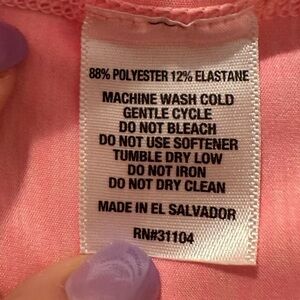 88% POLYESTER 12% ELASTANE
MACHINE WASH COLD
GENTLE CYCLE
DO NOT BLEACH
DO NOT USE SOFTENER
TUMBLE DRY LOW
DO NOT IRON
DO NOT DRY CLEAN
MADE IN EL SALVADOR
RN#31104